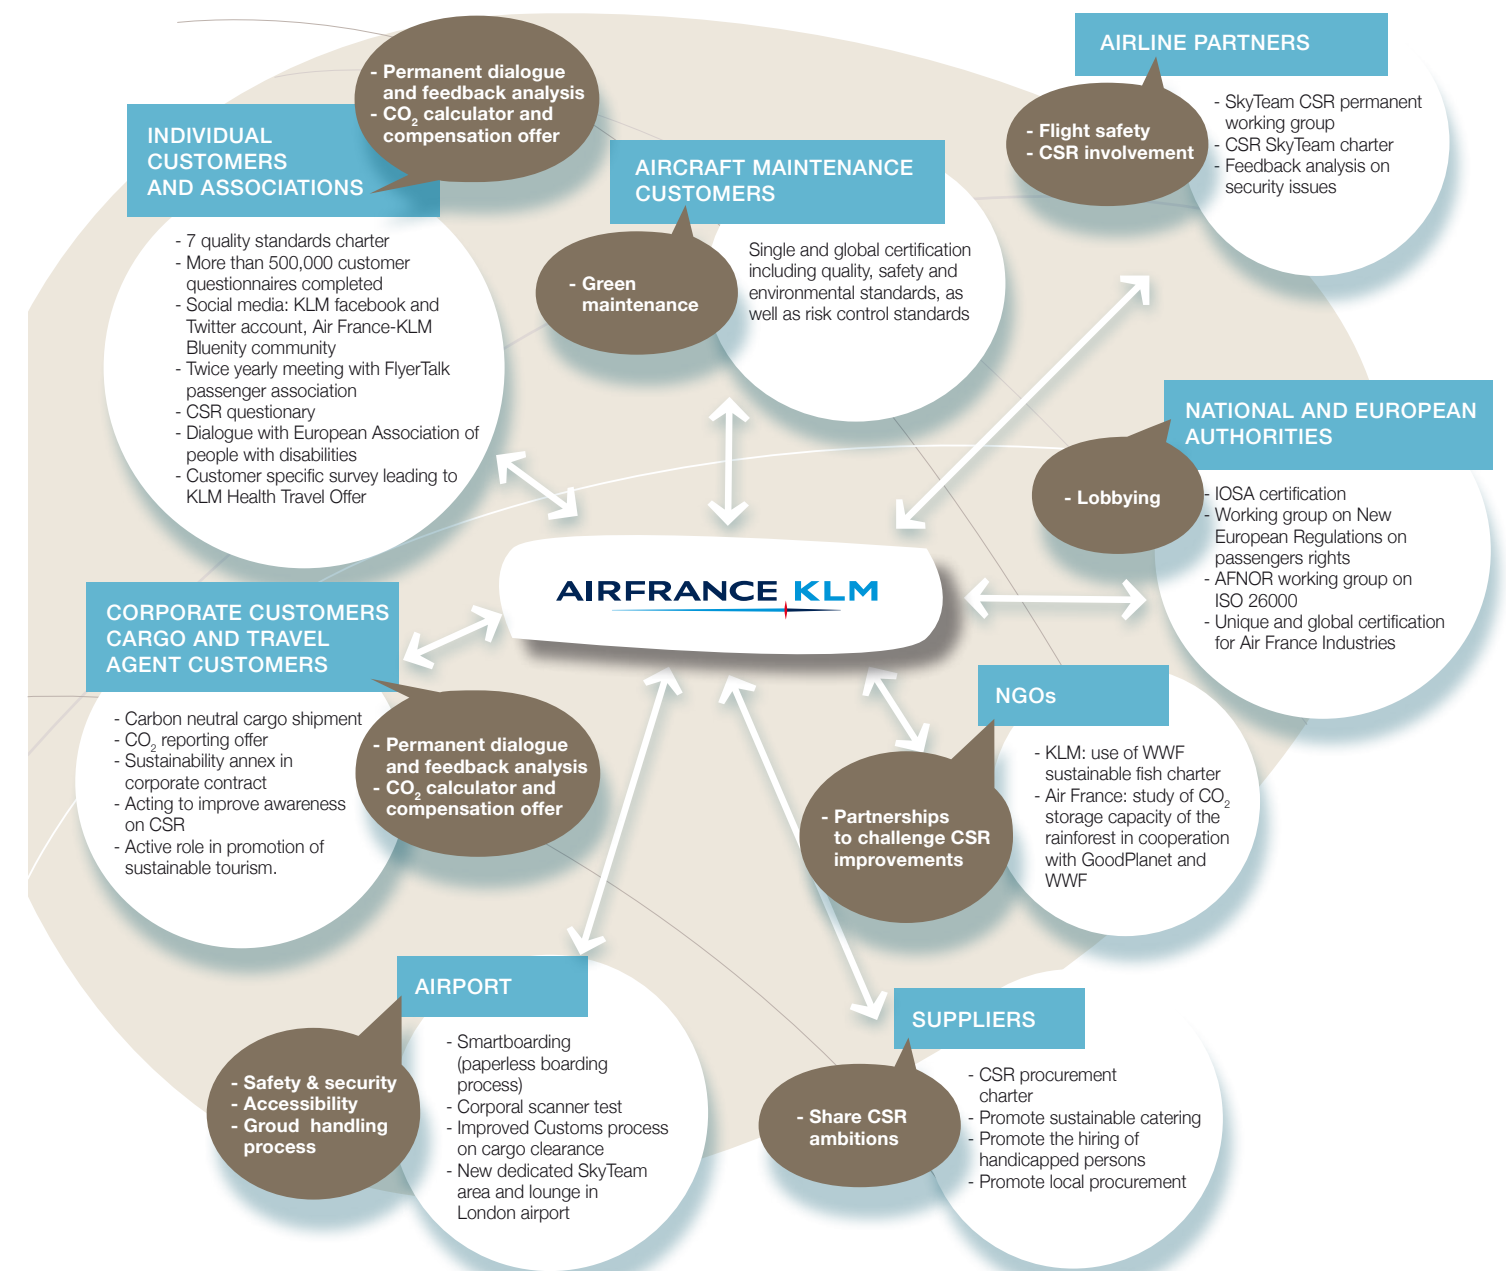 - Permanent dialogue
and feedback analysis
- CO₂ calculator and
compensation offer
INDIVIDUAL
CUSTOMERS
AND ASSOCIATIONS
- 7 quality standards charter
- More than 500,000 customer
questionnaires completed
- Social media: KLM facebook and
Twitter account, Air France-KLM
Bluenity community
- Twice yearly meeting with FlyerTalk
passenger association
- CSR questionary
- Dialogue with European Association of
people with disabilities
- Customer specific survey leading to
KLM Health Travel Offer
AIRCRAFT MAINTENANCE
CUSTOMERS
- Green
maintenance
Single and global certification
including quality, safety and
environmental standards, as
well as risk control standards
AIRLINE PARTNERS
- Flight safety
- CSR involvement
- SkyTeam CSR permanent
working group
- CSR SkyTeam charter
- Feedback analysis on
security issues
NATIONAL AND EUROPEAN
AUTHORITIES
- Lobbying
- IOSA certification
- Working group on New
European Regulations on
passengers rights
- AFNOR working group on
ISO 26000
- Unique and global certification
for Air France Industries
AIRFRANCE KLM
CORPORATE CUSTOMERS
CARGO AND TRAVEL
AGENT CUSTOMERS
- Carbon neutral cargo shipment
- CO₂ reporting offer
- Sustainability annex in
corporate contract
- Acting to improve awareness
on CSR
- Active role in promotion of
sustainable tourism.
- Permanent dialogue
and feedback analysis
- CO₂ calculator and
compensation offer
NGOs
- Partnerships
to challenge CSR
improvements
- KLM: use of WWF
sustainable fish charter
- Air France: study of CO₂
storage capacity of the
rainforest in cooperation
with GoodPlanet and
WWF
AIRPORT
- Safety & security
- Accessibility
- Groud handling
process
- Smartboarding
(paperless boarding
process)
- Corporal scanner test
- Improved Customs process
on cargo clearance
- New dedicated SkyTeam
area and lounge in
London airport
SUPPLIERS
- Share CSR
ambitions
- CSR procurement
charter
- Promote sustainable catering
- Promote the hiring of
handicapped persons
- Promote local procurement